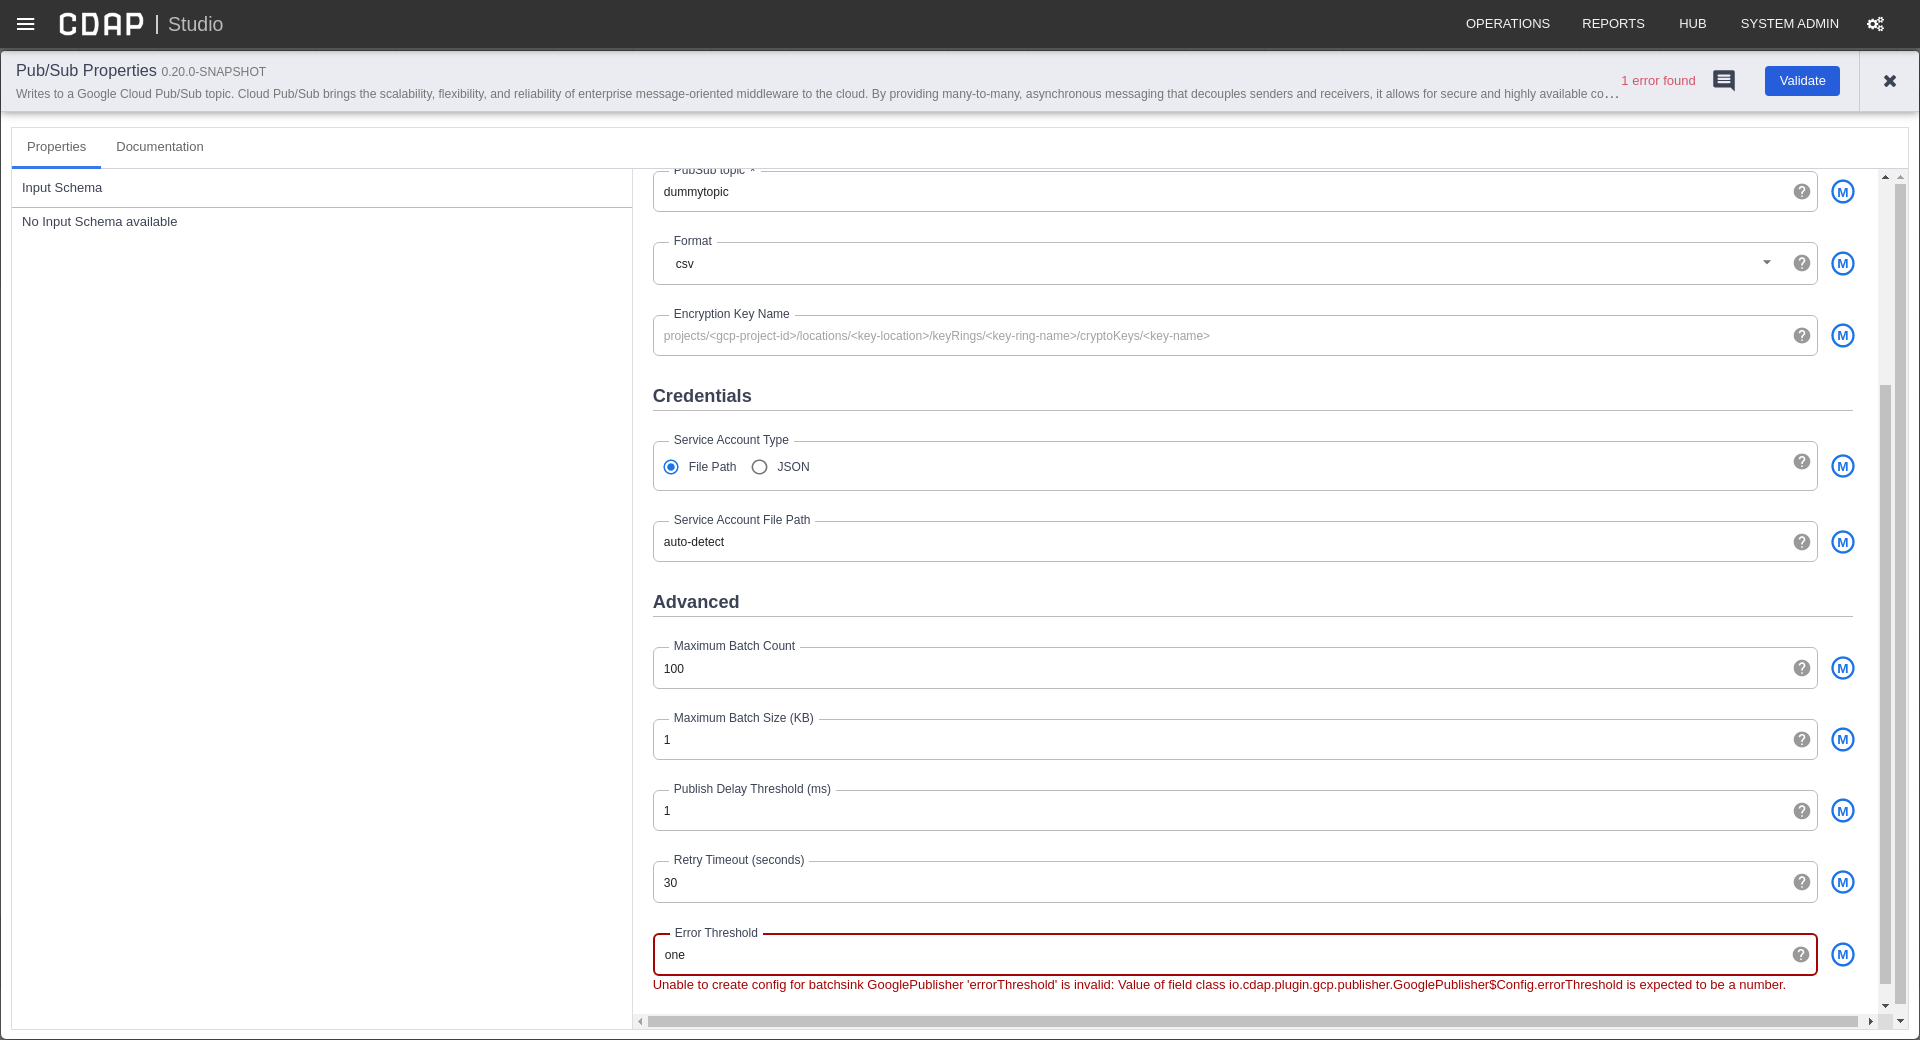 CDAP | Studio
OPERATIONS REPORTS HUB SYSTEM ADMIN
Pub/Sub Properties 0.20.0-SNAPSHOT
Writes to a Google Cloud Pub/Sub topic. Cloud Pub/Sub brings the scalability, flexibility, and reliability of enterprise message-oriented middleware to the cloud. By providing many-to-many, asynchronous messaging that decouples senders and receivers, it allows for secure and highly available co...
1 error found
Validate
Properties Documentation
Input Schema
No Input Schema available
PubSub topic *
dummytopic
M
Format
csv
M
Encryption Key Name
projects/<gcp-project-id>/locations/<key-location>/keyRings/<key-ring-name>/cryptoKeys/<key-name>
M
Credentials
Service Account Type
File Path JSON
M
Service Account File Path
auto-detect
M
Advanced
Maximum Batch Count
100
M
Maximum Batch Size (KB)
1
M
Publish Delay Threshold (ms)
1
M
Retry Timeout (seconds)
30
M
Error Threshold
one
M
Unable to create config for batchsink GooglePublisher 'errorThreshold' is invalid: Value of field class io.cdap.plugin.gcp.publisher.GooglePublisher$Config.errorThreshold is expected to be a number.